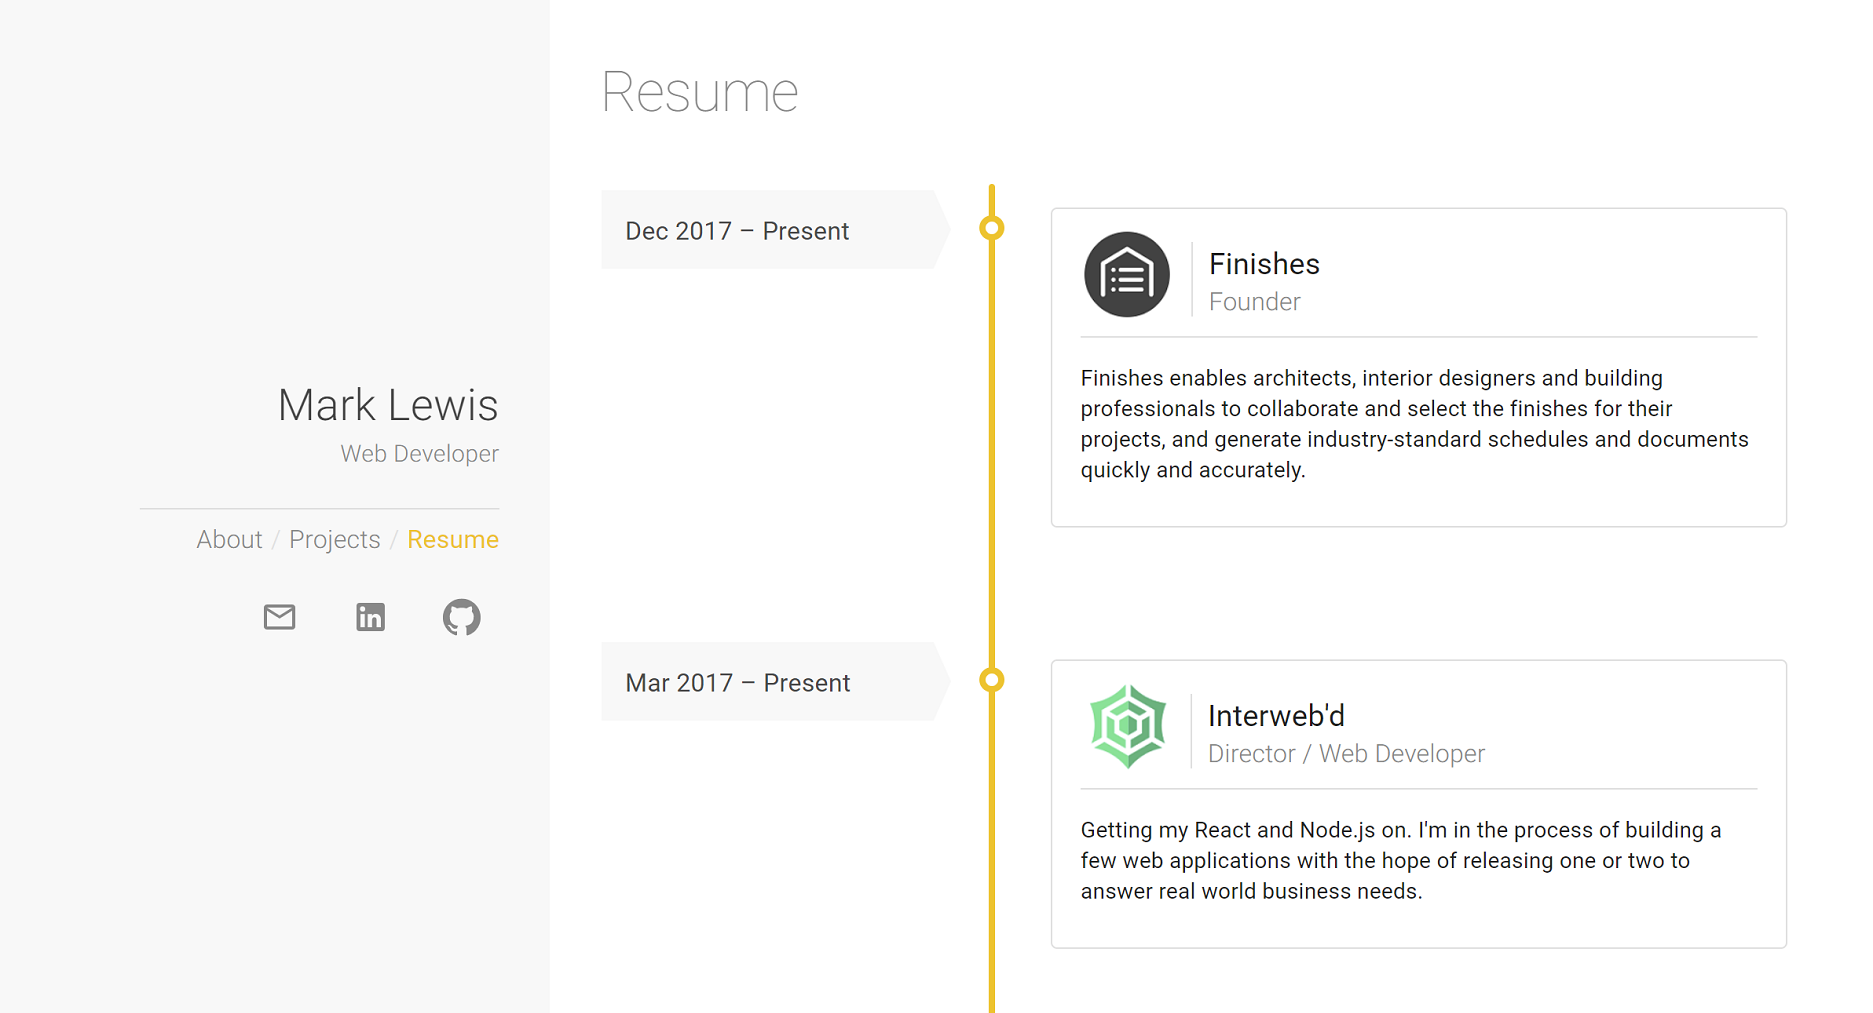 Mark Lewis
Web Developer
About / Projects / Resume
Resume
Dec 2017 – Present
Finishes
Founder
Finishes enables architects, interior designers and building
professionals to collaborate and select the finishes for their
projects, and generate industry-standard schedules and documents
quickly and accurately.
Mar 2017 – Present
Interweb'd
Director / Web Developer
Getting my React and Node.js on. I'm in the process of building a
few web applications with the hope of releasing one or two to
answer real world business needs.